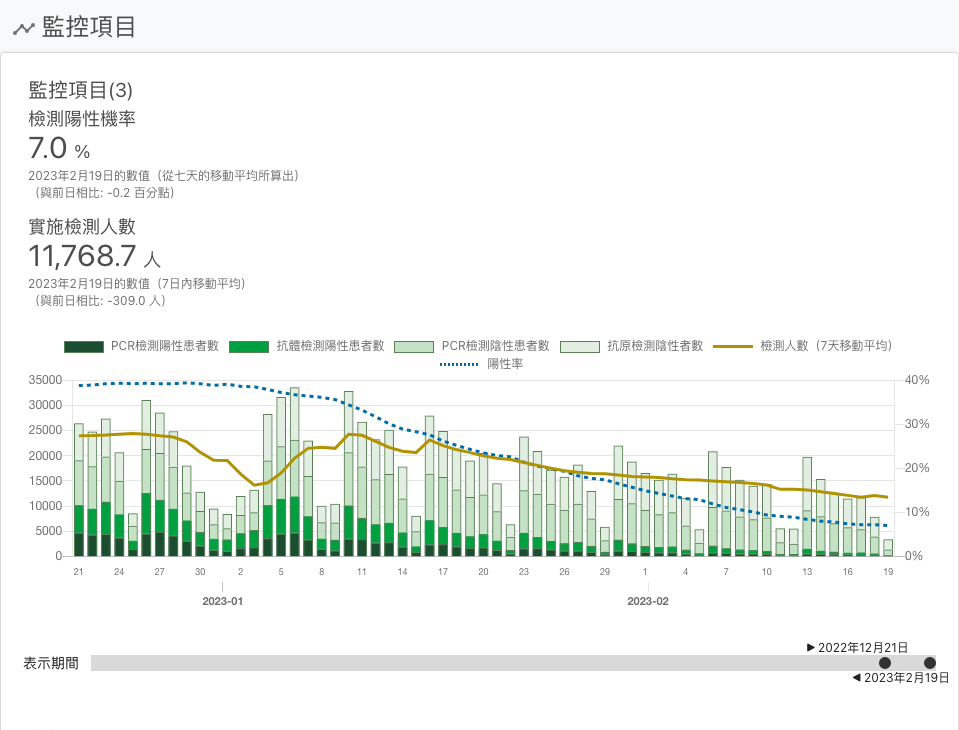 監控項目
監控項目(3)
檢測陽性機率
7.0 %
2023年2月19日的數值（從七天的移動平均所算出）
（與前日相比: -0.2 百分點）
實施檢測人數
11,768.7 人
2023年2月19日的數值（7日內移動平均）
（與前日相比: -309.0 人）
PCR檢測陽性患者數 抗體檢測陽性患者數 PCR檢測陰性患者數 抗原檢測陰性者數 檢測人數（7天移動平均）
陽性率
35000 40%
30000
25000 30%
20000
15000 20%
10000 10%
5000
0 0%
21 24 27 30 2 5 8 11 14 17 20 23 26 29 1 4 7 10 13 16 19
2023-01 2023-02
►2022年12月21日
表示期間
◄2023年2月19日